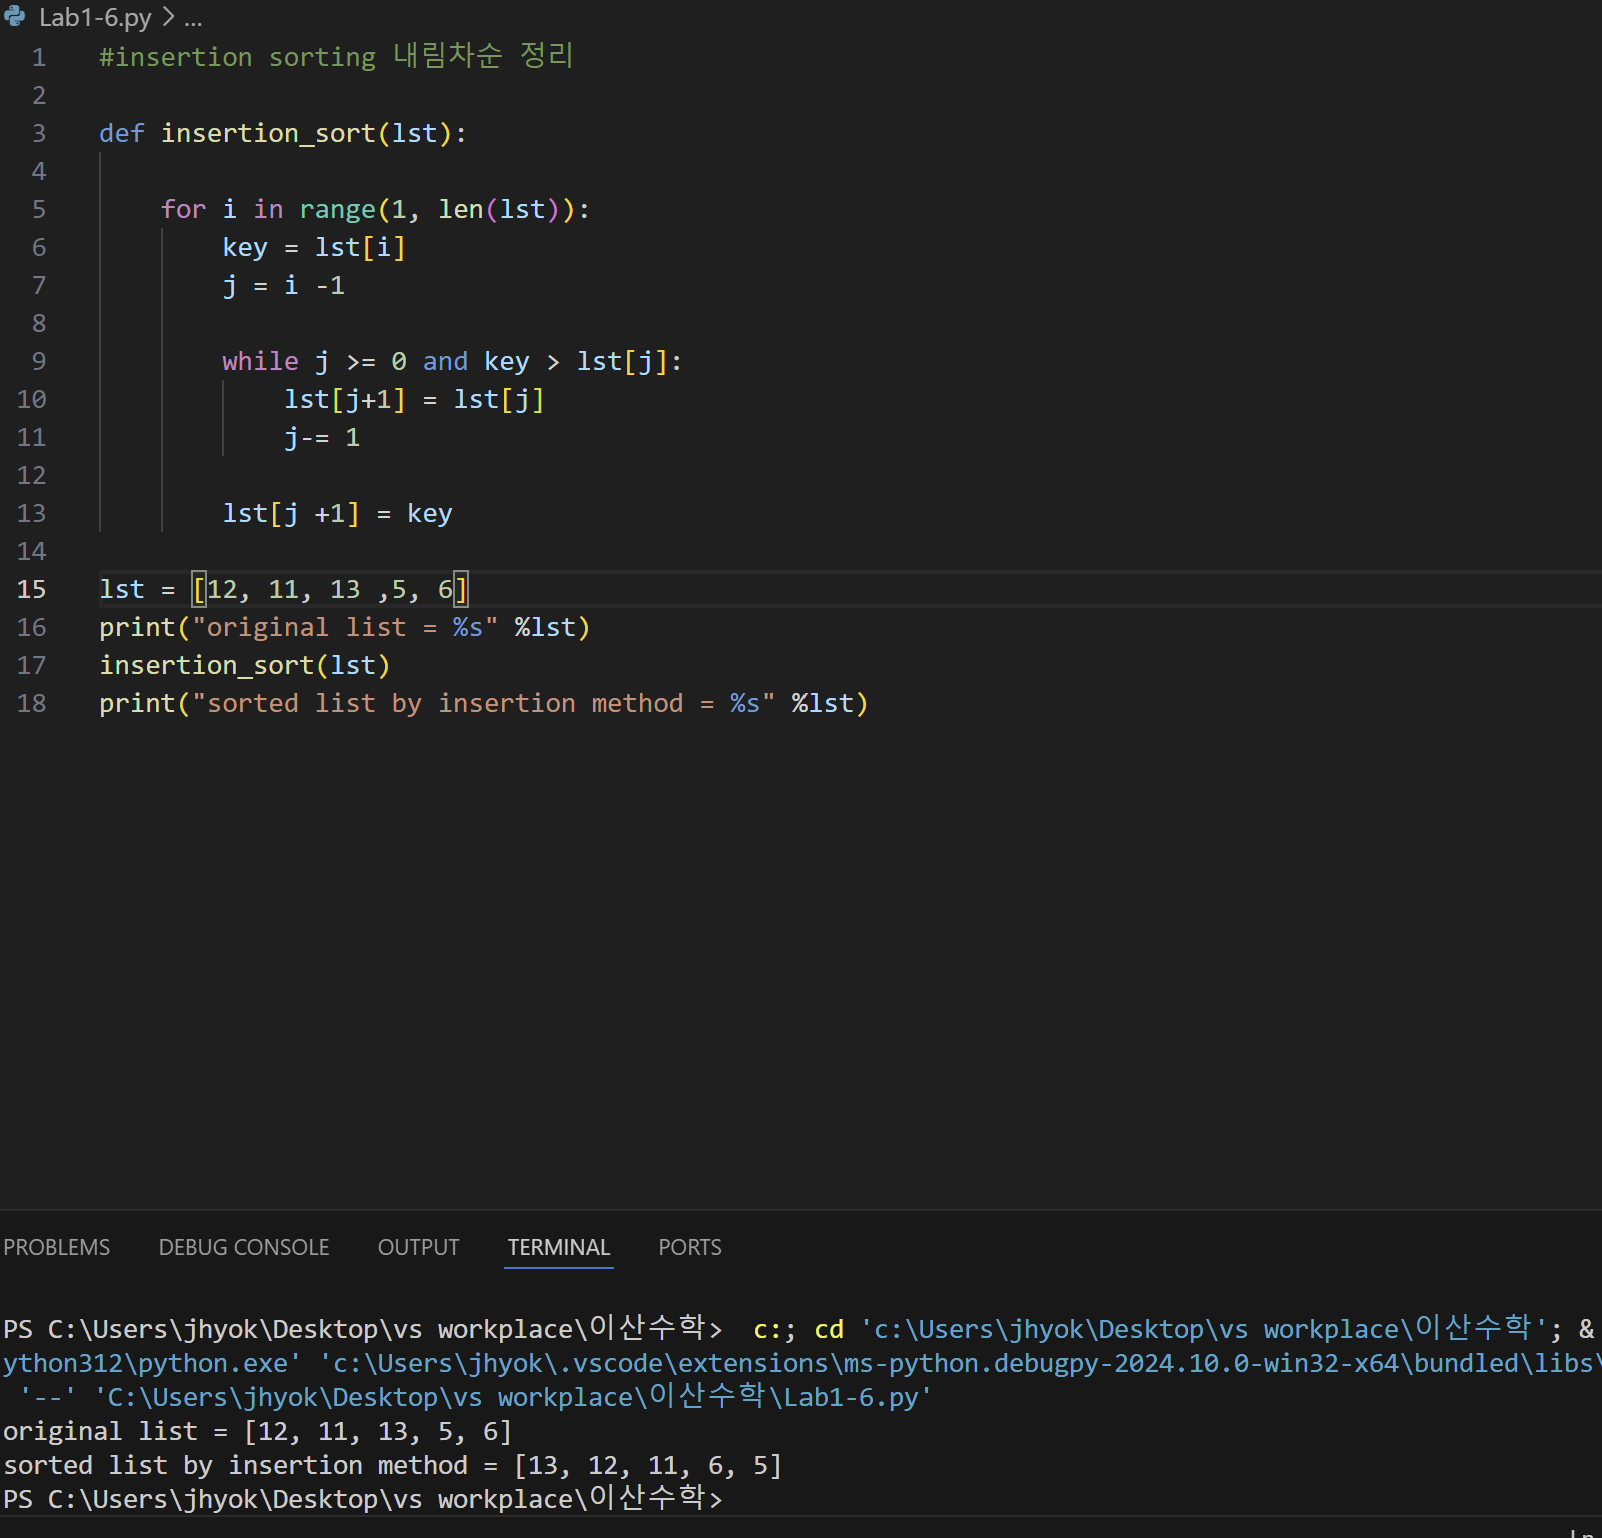 Lab1-6.py > ...
1 #insertion sorting 내림차순 정리
2
3 def insertion_sort(lst):
4
5     for i in range(1, len(lst)):
6         key = lst[i]
7         j = i -1
8
9         while j >= 0 and key > lst[j]:
10             lst[j+1] = lst[j]
11             j-= 1
12
13         lst[j +1] = key
14
15 lst = [12, 11, 13 ,5, 6]
16 print("original list = %s" %lst)
17 insertion_sort(lst)
18 print("sorted list by insertion method = %s" %lst)
PROBLEMS DEBUG CONSOLE OUTPUT TERMINAL PORTS
PS C:\Users\jhyok\Desktop\vs workplace\이산수학>  c:; cd 'c:\Users\jhyok\Desktop\vs workplace\이산수학'; &
ython312\python.exe' 'c:\Users\jhyok\.vscode\extensions\ms-python.debugpy-2024.10.0-win32-x64\bundled\libs\
 '--' 'C:\Users\jhyok\Desktop\vs workplace\이산수학\Lab1-6.py'
original list = [12, 11, 13, 5, 6]
sorted list by insertion method = [13, 12, 11, 6, 5]
PS C:\Users\jhyok\Desktop\vs workplace\이산수학>